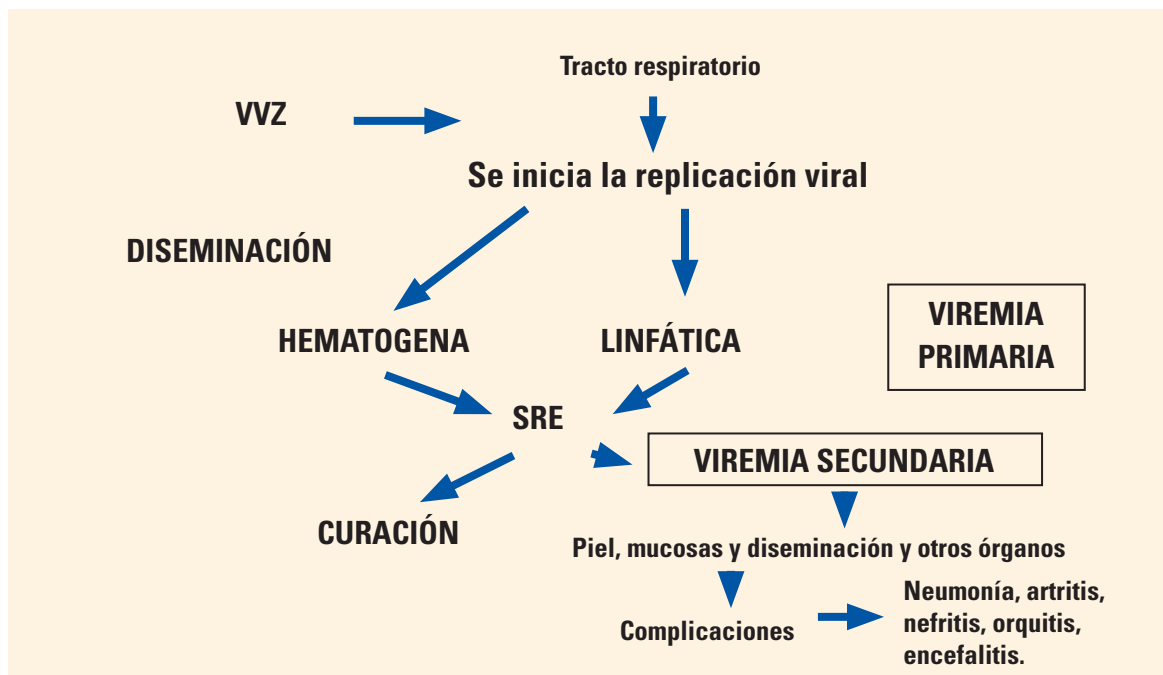 Tracto respiratorio
VVZ
Se inicia la replicación viral
DISEMINACIÓN
HEMATOGENA
LINFÁTICA
VIREMIA
PRIMARIA
SRE
VIREMIA SECUNDARIA
CURACIÓN
Piel, mucosas y diseminación y otros órganos
Complicaciones
Neumonía, artritis,
nefritis, orquitis,
encefalitis.